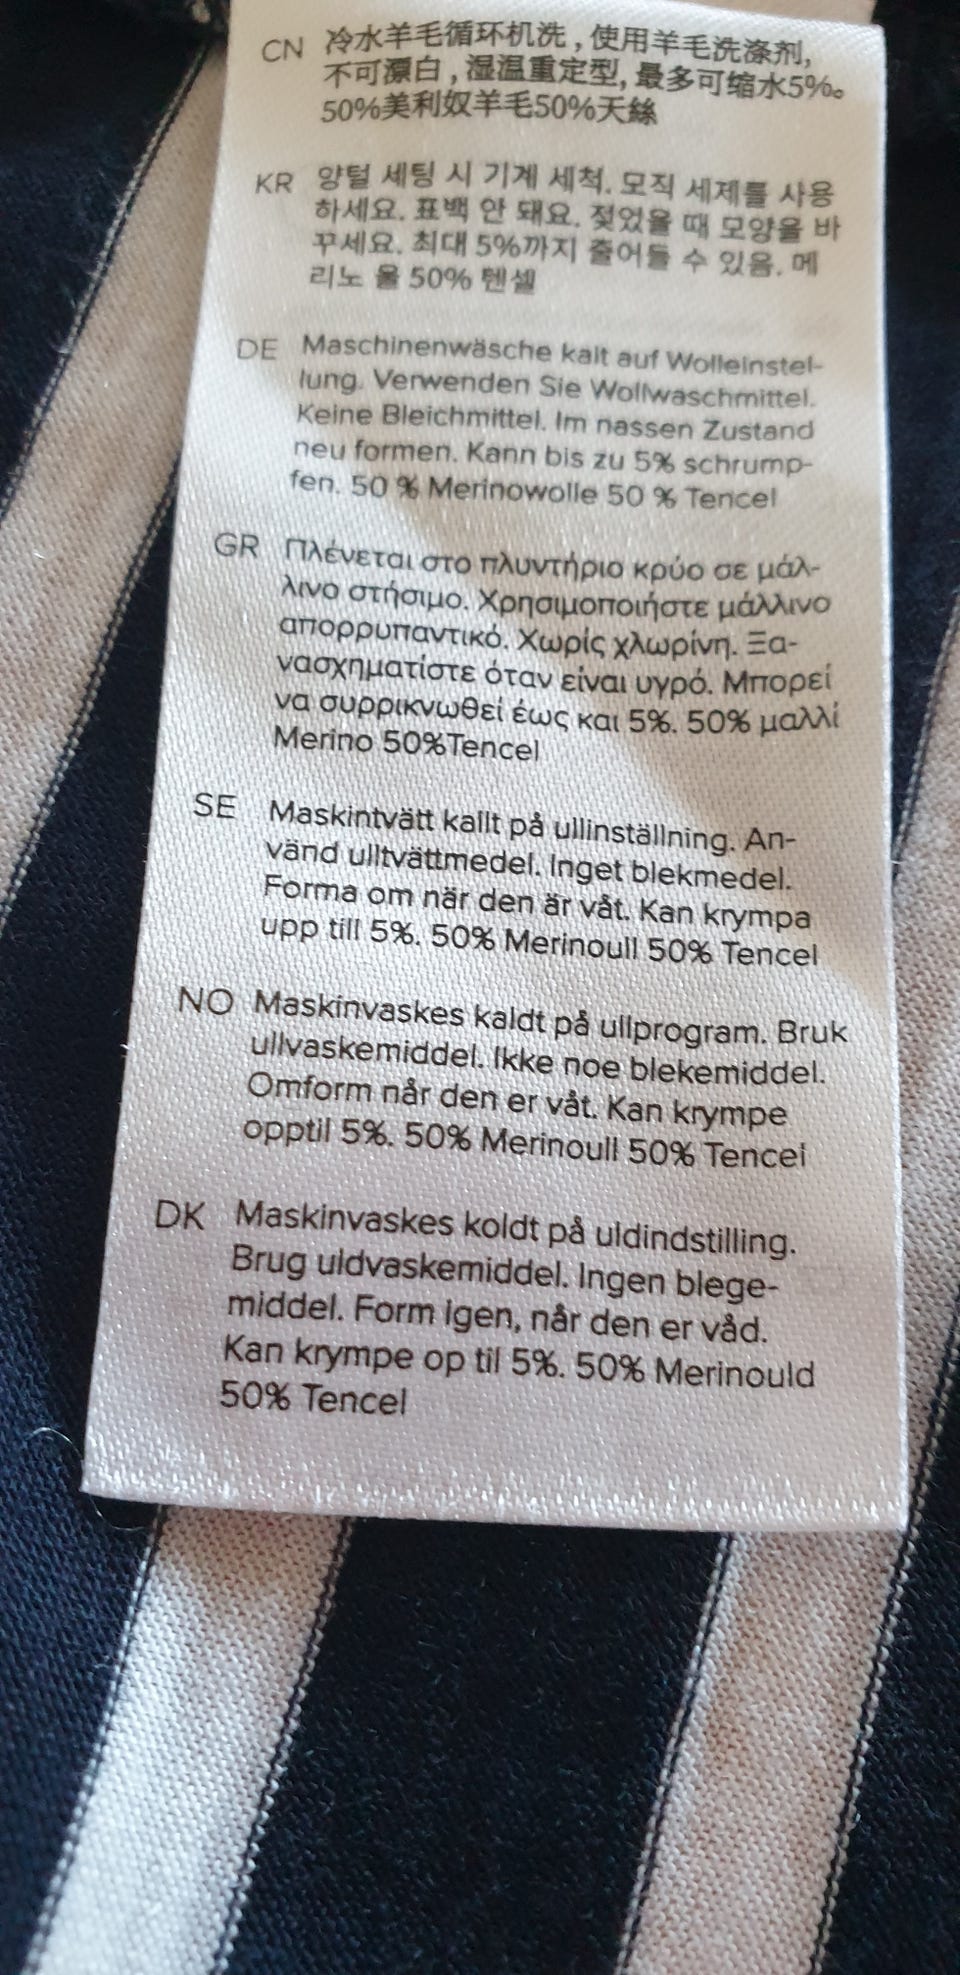 CN 冷水羊毛循环机洗，使用羊毛洗涤剂，
不可漂白，湿温重定型，最多可缩水5%。
50%美利奴羊毛50%天絲
KR 양털 세팅 시 기계 세척. 모직 세제를 사용
하세요. 표백 안 돼요. 젖었을 때 모양을 바
꾸세요. 최대 5%까지 줄어들 수 있음. 메
리노 울 50% 텐셀
DE Maschinenwäsche kalt auf Wolleinstel-
lung. Verwenden Sie Wollwaschmittel.
Keine Bleichmittel. Im nassen Zustand
neu formen. Kann bis zu 5% schrump-
fen. 50 % Merinowolle 50 % Tencel
GR Πλένεται στο πλυντήριο κρύο σε μάλ-
λινο στήσιμο. Χρησιμοποιήστε μάλλινο
απορρυπαντικό. Χωρίς χλωρίνη. Ξα-
νασχηματίστε όταν είναι υγρό. Μπορεί
να συρρικνωθεί έως και 5%. 50% μαλλί
Merino 50%Tencel
SE Maskintvätt kallt på ullinställning. An-
vänd ulltvättmedel. Inget blekmedel.
Forma om när den är våt. Kan krympa
upp till 5%. 50% Merinoull 50% Tencel
NO Maskinvaskes kaldt på ullprogram. Bruk
ullvaskemiddel. Ikke noe blekemiddel.
Omform når den er våt. Kan krympe
opptil 5%. 50% Merinoull 50% Tencel
DK Maskinvaskes koldt på uldindstilling.
Brug uldvaskemiddel. Ingen blege-
middel. Form igen, når den er våd.
Kan krympe op til 5%. 50% Merinould
50% Tencel